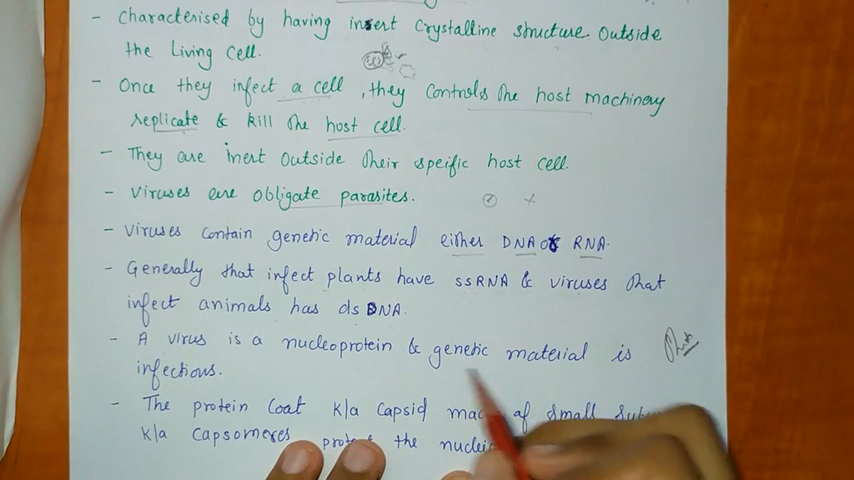 - Characterised by having inert Crystalline structure outside
the Living Cell.
- Once they infect a cell, they Controls the host machinery
replicate & kill the host cell.
- They are inert outside their speific host cell.
- Viruses are obligate parasites.
- Viruses contain genetic material either DNA or RNA.
- Generally that infect plants have ssRNA & viruses that
infect animals has ds DNA.
- A virus is a nucleoprotein & genetic material is
infectious.
- The protein Coat k/a Capsid of small
k/a Capsomeres the